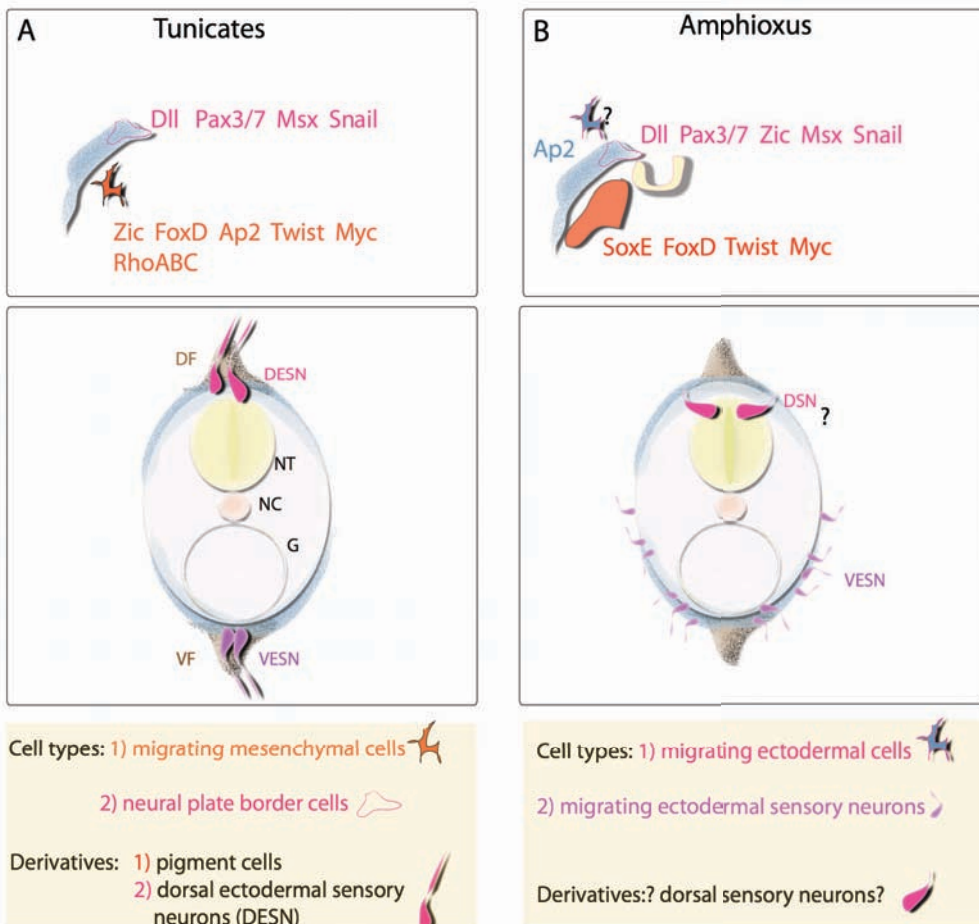 A
Tunicates
Dll Pax3/7 Msx Snail
Zic FoxD Ap2 Twist Myc
RhoABC
DF
DESN
NT
NC
G
VF
VESN
Cell types: 1) migrating mesenchymal cells
2) neural plate border cells
Derivatives: 1) pigment cells
2) dorsal ectodermal sensory
neurons (DESN)
B
Amphioxus
?
Ap2
Dll Pax3/7 Zic Msx Snail
SoxE FoxD Twist Myc
DSN
?
VESN
Cell types: 1) migrating ectodermal cells
2) migrating ectodermal sensory neurons
Derivatives:? dorsal sensory neurons?